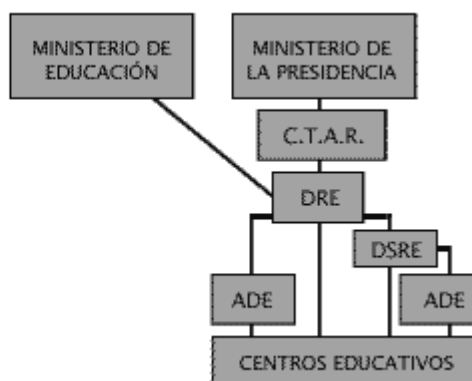 MINISTERIO DE
EDUCACIÓN
MINISTERIO DE
LA PRESIDENCIA
C.T.A.R.
DRE
DSRE
ADE
ADE
CENTROS EDUCATIVOS